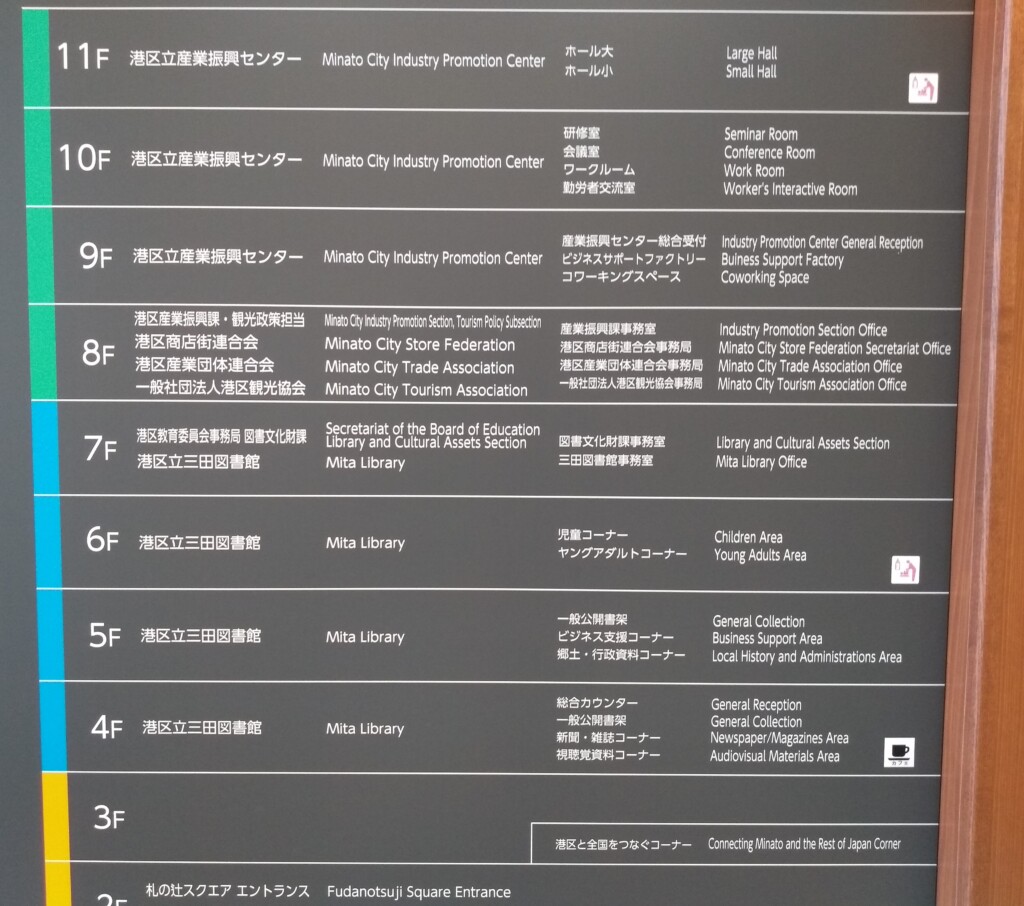 11F 港区立産業振興センター Minato City Industry Promotion Center ホール大 Large Hall
ホール小 Small Hall
10F 港区立産業振興センター Minato City Industry Promotion Center 研修室 Seminar Room
会議室 Conference Room
ワークルーム Work Room
勤労者交流室 Worker's Interactive Room
9F 港区立産業振興センター Minato City Industry Promotion Center 産業振興センター総合受付 Industry Promotion Center General Reception
ビジネスサポートファクトリー Buiness Support Factory
コワーキングスペース Coworking Space
8F 港区産業振興課・観光政策担当 Minato City Industry Promotion Section, Tourism Policy Subsection 産業振興課事務室 Industry Promotion Section Office
港区商店街連合会 Minato City Store Federation 港区商店街連合会事務局 Minato City Store Federation Secretariat Office
港区産業団体連合会 Minato City Trade Association 港区産業団体連合会事務局 Minato City Trade Association Office
一般社団法人港区観光協会 Minato City Tourism Association 一般社団法人港区観光協会事務局 Minato City Tourism Association Office
7F 港区教育委員会事務局 図書文化財課 Secretariat of the Board of Education
Library and Cultural Assets Section 図書文化財課事務室 Library and Cultural Assets Section
港区立三田図書館 Mita Library 三田図書館事務室 Mita Library Office
6F 港区立三田図書館 Mita Library 児童コーナー Children Area
ヤングアダルトコーナー Young Adults Area
5F 港区立三田図書館 Mita Library 一般公開書架 General Collection
ビジネス支援コーナー Business Support Area
郷土・行政資料コーナー Local History and Administrations Area
4F 港区立三田図書館 Mita Library 総合カウンター General Reception
一般公開書架 General Collection
新聞・雑誌コーナー Newspaper/Magazines Area
視聴覚資料コーナー Audiovisual Materials Area
カフェ
3F
港区と全国をつなぐコーナー Connecting Minato and the Rest of Japan Corner
2F 札の辻スクエア エントランス Fudanotsuji Square Entrance